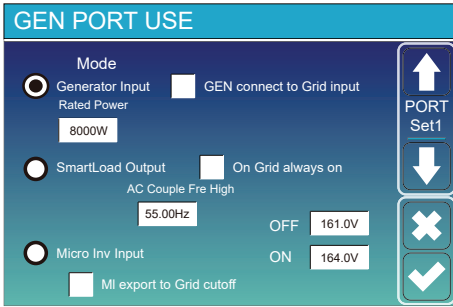 GEN PORT USE
Mode
Generator Input
GEN connect to Grid input
Rated Power
8000W
PORT
Set1
SmartLoad Output
On Grid always on
AC Couple Fre High
55.00Hz
OFF
161.0V
Micro Inv Input
ON
164.0V
MI export to Grid cutoff